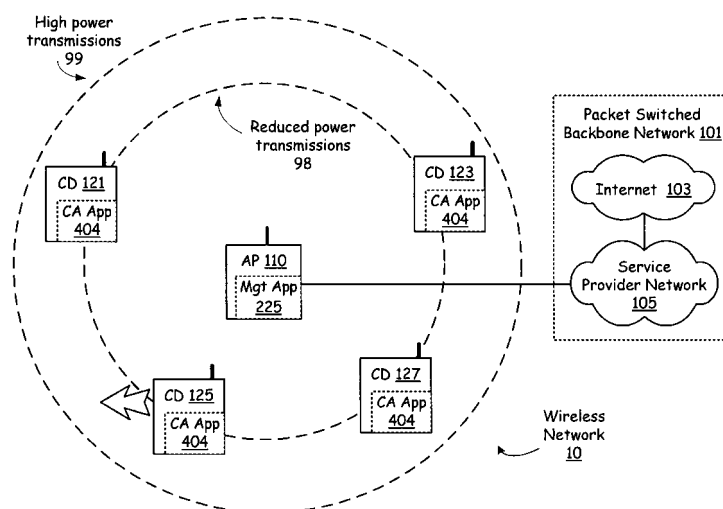 High power
transmissions
99
Reduced power
transmissions
98
Packet Switched
Backbone Network 101
Internet 103
Service
Provider Network
105
CD 121
CA App
404
CD 123
CA App
404
AP 110
Mgt App
225
CD 125
CA App
404
CD 127
CA App
404
Wireless
Network
10